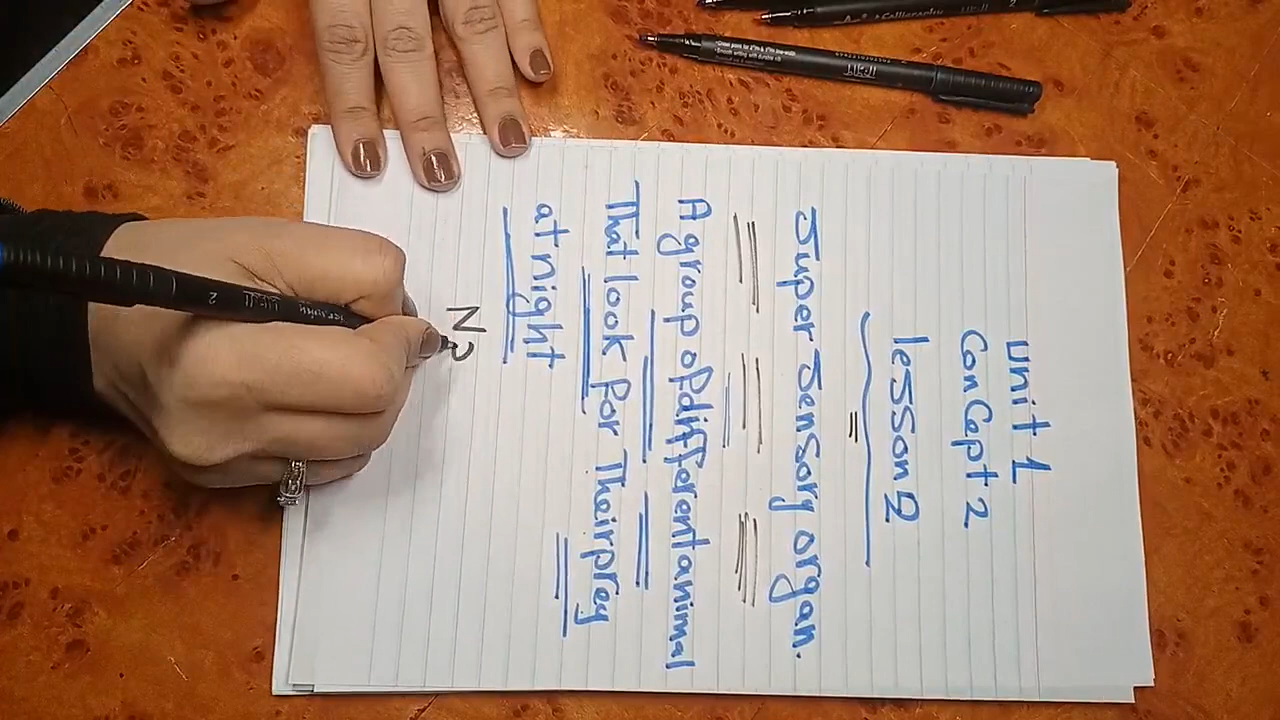 Unit 1
ConCept 2
lesson 2
Super Sensory organ.
A group of different animal
That look for Their prey
at night
No